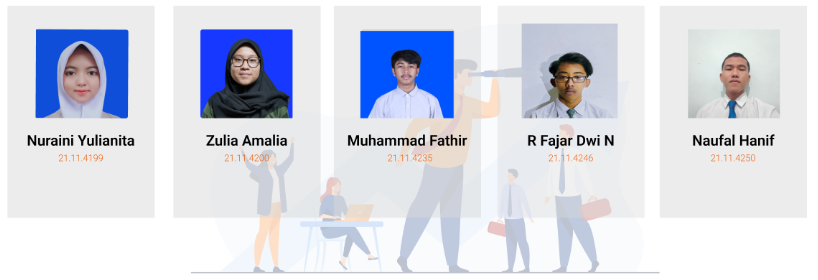 Nuraini Yulianita
21.11.4199
Zulia Amalia
21.11.4200
Muhammad Fathir
21.11.4235
R Fajar Dwi N
21.11.4246
Naufal Hanif
21.11.4250